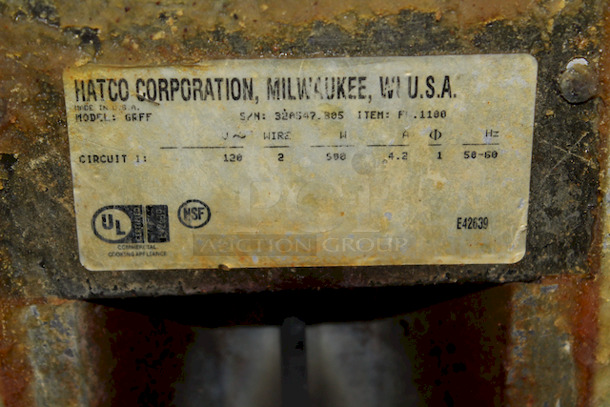 HATCO CORPORATION, MILWAUKEE, WI U.S.A.
MADE IN U.S.A.
MODEL: GRFF S/N: ITEM:
WIRE W A Φ Hz
CIRCUIT 1: 120 2 500 4.2 1 50-60
UL NSF E42639
COMMERCIAL
COOKING APPLIANCE
AUCTION GROUP